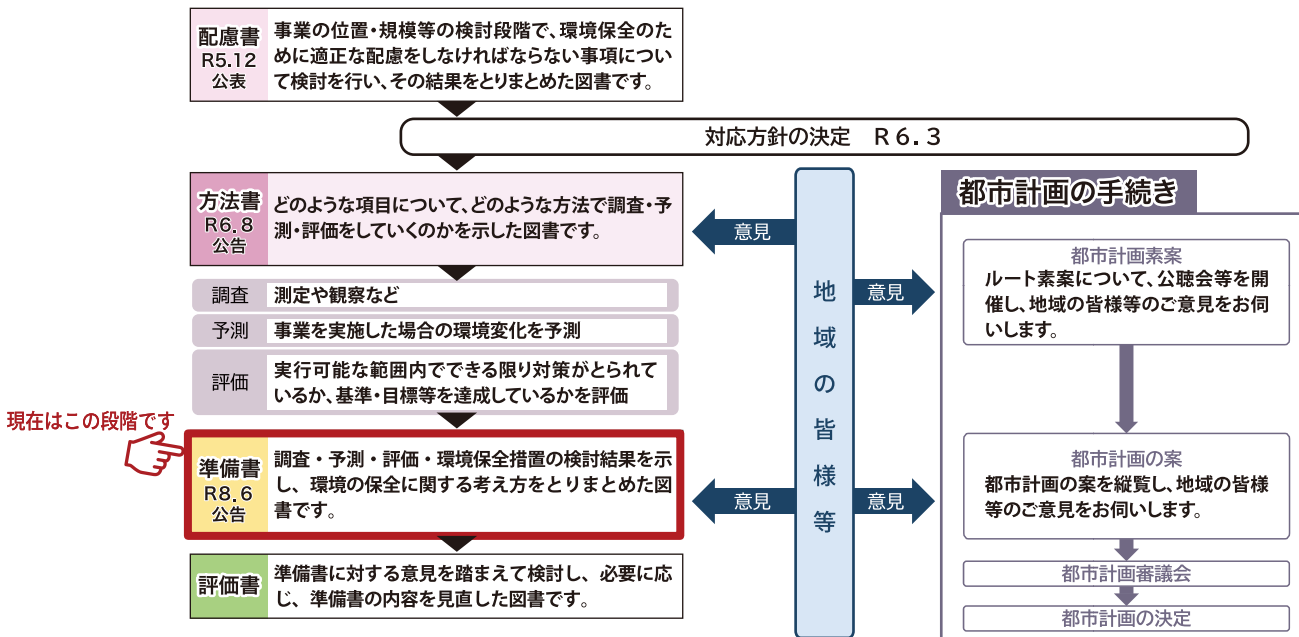 配慮書
R5.12
公表
事業の位置・規模等の検討段階で、環境保全のた
めに適正な配慮をしなければならない事項につい
て検討を行い、その結果をとりまとめた図書です。
対応方針の決定　R6.3
方法書
R6.8
公告
どのような項目について、どのような方法で調査・予
測・評価をしていくのかを示した図書です。
調査
測定や観察など
予測
事業を実施した場合の環境変化を予測
評価
実行可能な範囲内でできる限り対策がとられて
いるか、基準・目標等を達成しているかを評価
現在はこの段階です
準備書
R8.6
公告
調査・予測・評価・環境保全措置の検討結果を示
し、環境の保全に関する考え方をとりまとめた図
書です。
評価書
準備書に対する意見を踏まえて検討し、必要に応
じ、準備書の内容を見直した図書です。
意見
意見
地域の皆様等
意見
意見
都市計画の手続き
都市計画素案
ルート素案について、公聴会等を開
催し、地域の皆様等のご意見をお伺
いします。
都市計画の案
都市計画の案を縦覧し、地域の皆様
等のご意見をお伺いします。
都市計画審議会
都市計画の決定